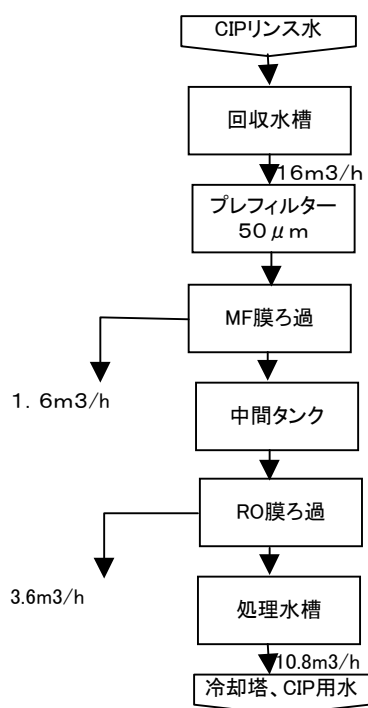 CIPリンス水
回収水槽
16m3/h
プレフィルター
50μm
MF膜ろ過
1.6m3/h
中間タンク
RO膜ろ過
3.6m3/h
処理水槽
10.8m3/h
冷却塔、CIP用水